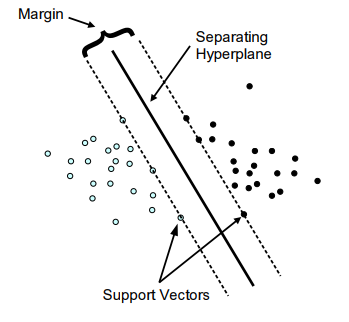 Margin
Separating
Hyperplane
Support Vectors